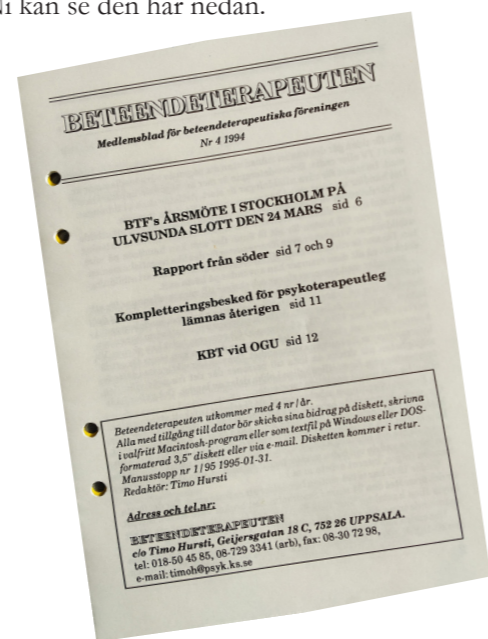 Ni kan se den här nedan.
BETEENDETERAPEUTEN
Medlemsblad för beteendeterapeutiska föreningen
Nr 4 1994
BTF's ÅRSMÖTE I STOCKHOLM PÅ
ULVSUNDA SLOTT DEN 24 MARS sid 6
Rapport från söder sid 7 och 9
Kompletteringsbesked för psykoterapeutleg
lämnas återigen sid 11
KBT vid OGU sid 12
Beteendeterapeuten utkommer med 4 nr/år.
Alla med tillgång till dator bör skicka sina bidrag på diskett, skrivna
i valfritt Macintosh-program eller som textfil på Windows eller DOS-
formaterad 3,5" diskett eller via e-mail. Disketten kommer i retur.
Manusstopp nr 1/95 1995-01-31.
Redaktör: Timo Hursti
Adress och tel.nr:
BETEENDETERAPEUTEN
c/o Timo Hursti, Geijersgatan 18 C, 752 26 UPPSALA.
tel: 018-50 45 85, 08-729 3341 (arb), fax: 08-30 72 98,
e-mail: timoh@psyk.ks.se